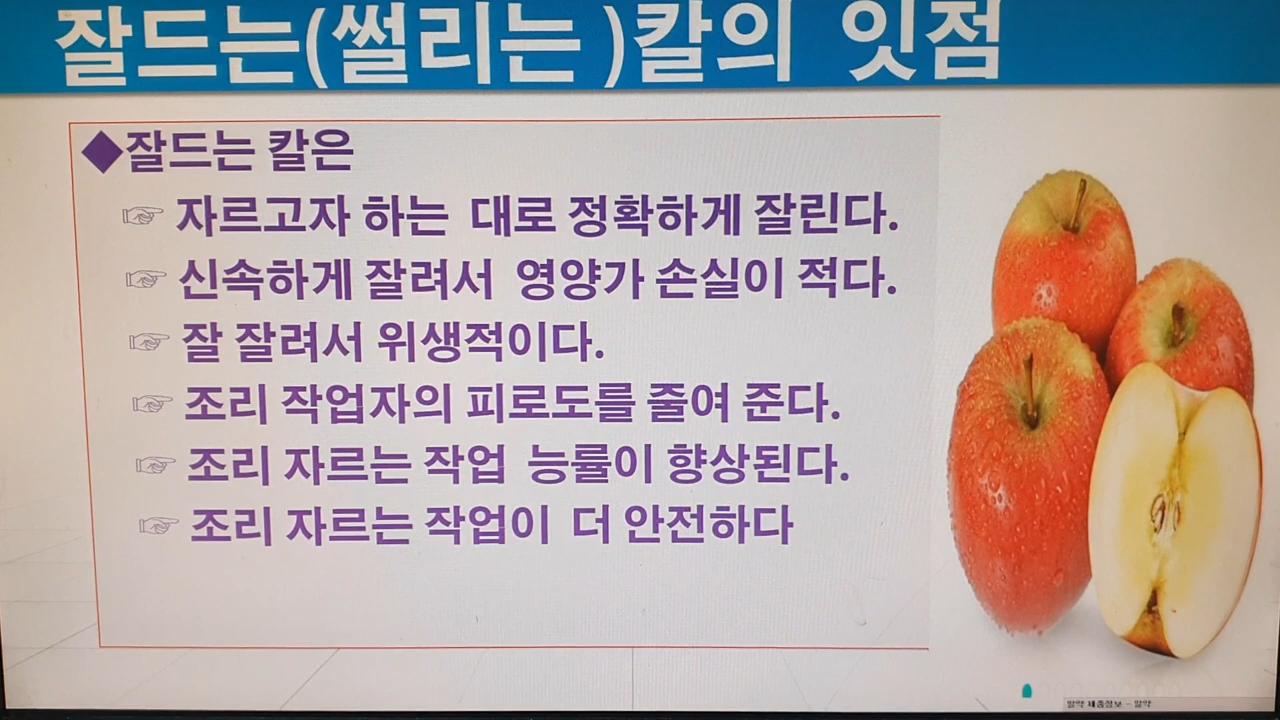 잘드는(썰리는 )칼의 잇점
◆잘드는 칼은
☞ 자르고자 하는 대로 정확하게 잘린다.
☞ 신속하게 잘려서 영양가 손실이 적다.
☞ 잘 잘려서 위생적이다.
☞ 조리 작업자의 피로도를 줄여 준다.
☞ 조리 자르는 작업 능률이 향상된다.
☞ 조리 자르는 작업이 더 안전하다